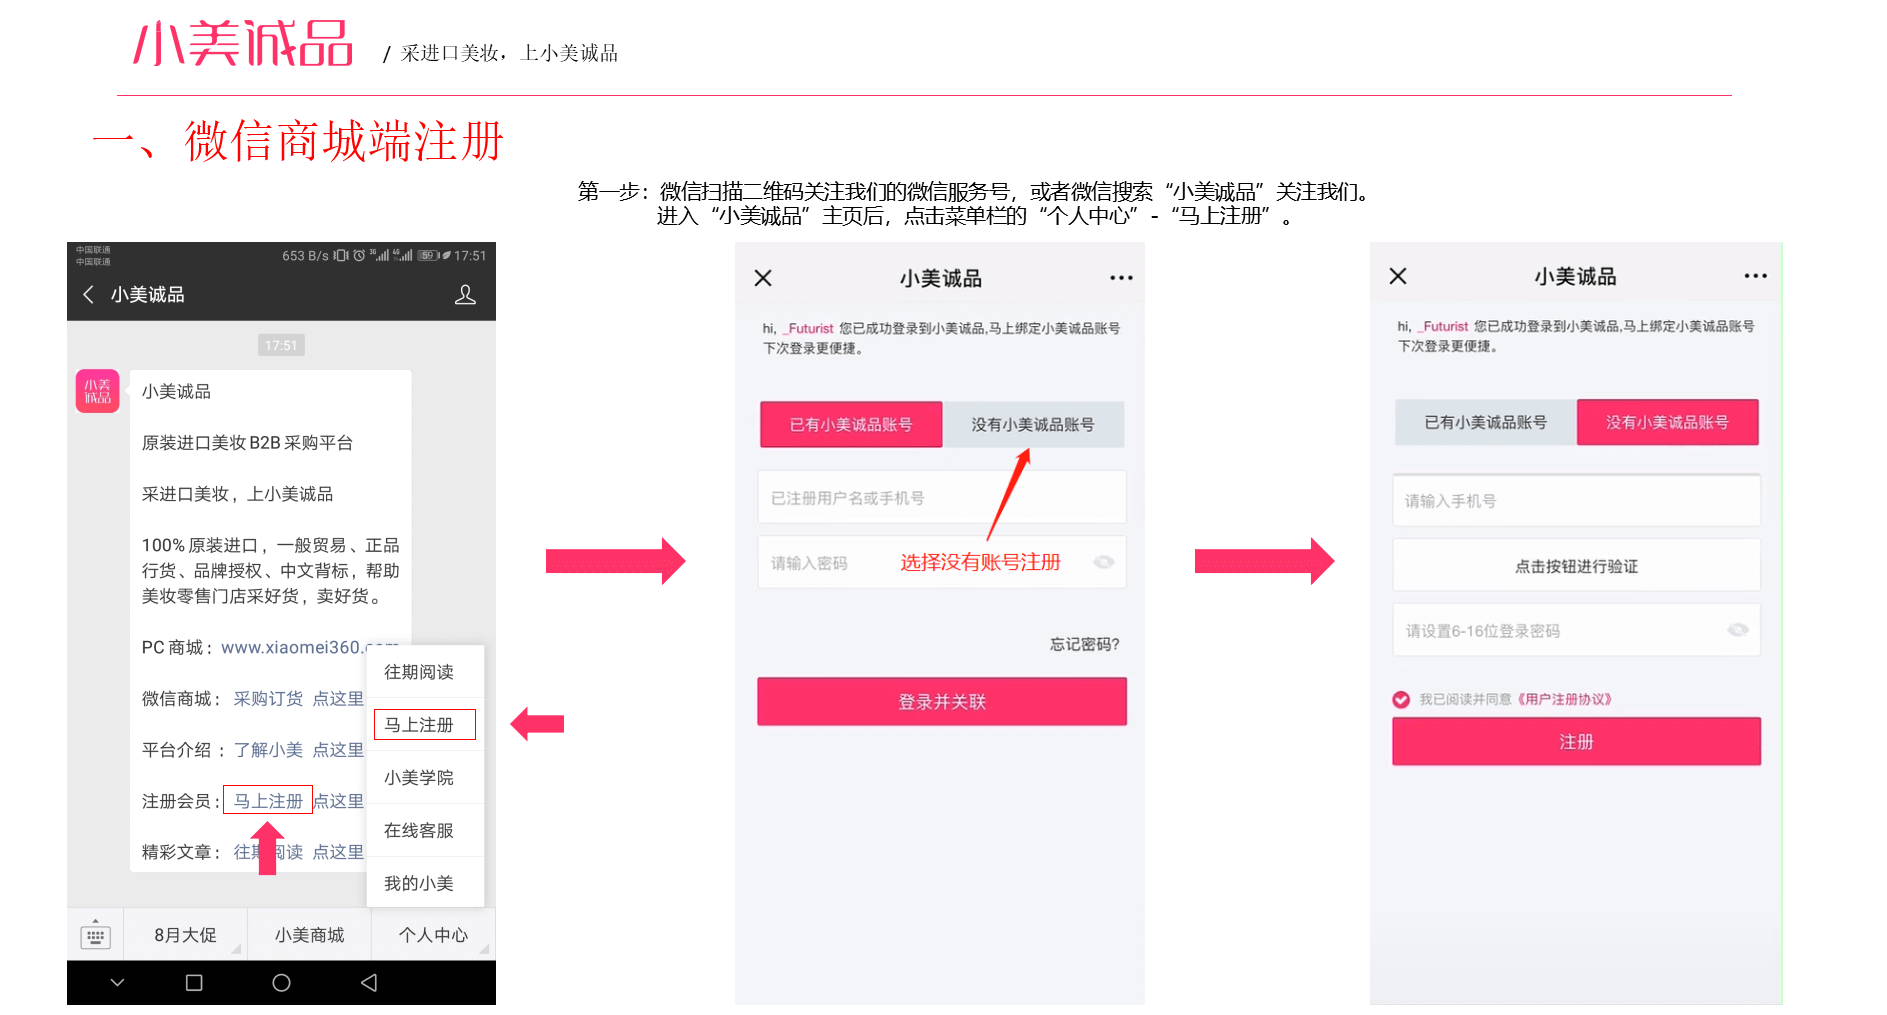 小美诚品 / 采进口美妆，上小美诚品
一、微信商城端注册
第一步：微信扫描二维码关注我们的微信服务号，或者微信搜索“小美诚品”关注我们。
进入“小美诚品”主页后，点击菜单栏的“个人中心”-“马上注册”。
中国联通
中国联通
653 B/s 3G 4G 59 17:51
小美诚品
17:51
小美诚品
小美诚品
原装进口美妆B2B采购平台
采进口美妆，上小美诚品
100%原装进口，一般贸易、正品
行货、品牌授权、中文背标，帮助
美妆零售门店采好货，卖好货。
PC商城：www.xiaomei360.com
微信商城：采购订货 点这里
平台介绍：了解小美 点这里
注册会员：马上注册 点这里
精彩文章：往期阅读 点这里
往期阅读
马上注册
小美学院
在线客服
我的小美
8月大促 小美商城 个人中心
小美诚品
hi, _Futurist 您已成功登录到小美诚品,马上绑定小美诚品账号
下次登录更便捷。
已有小美诚品账号 没有小美诚品账号
已注册用户名或手机号
请输入密码 选择没有账号注册
忘记密码?
登录并关联
小美诚品
hi, _Futurist 您已成功登录到小美诚品,马上绑定小美诚品账号
下次登录更便捷。
已有小美诚品账号 没有小美诚品账号
请输入手机号
点击按钮进行验证
请设置6-16位登录密码
我已阅读并同意《用户注册协议》
注册